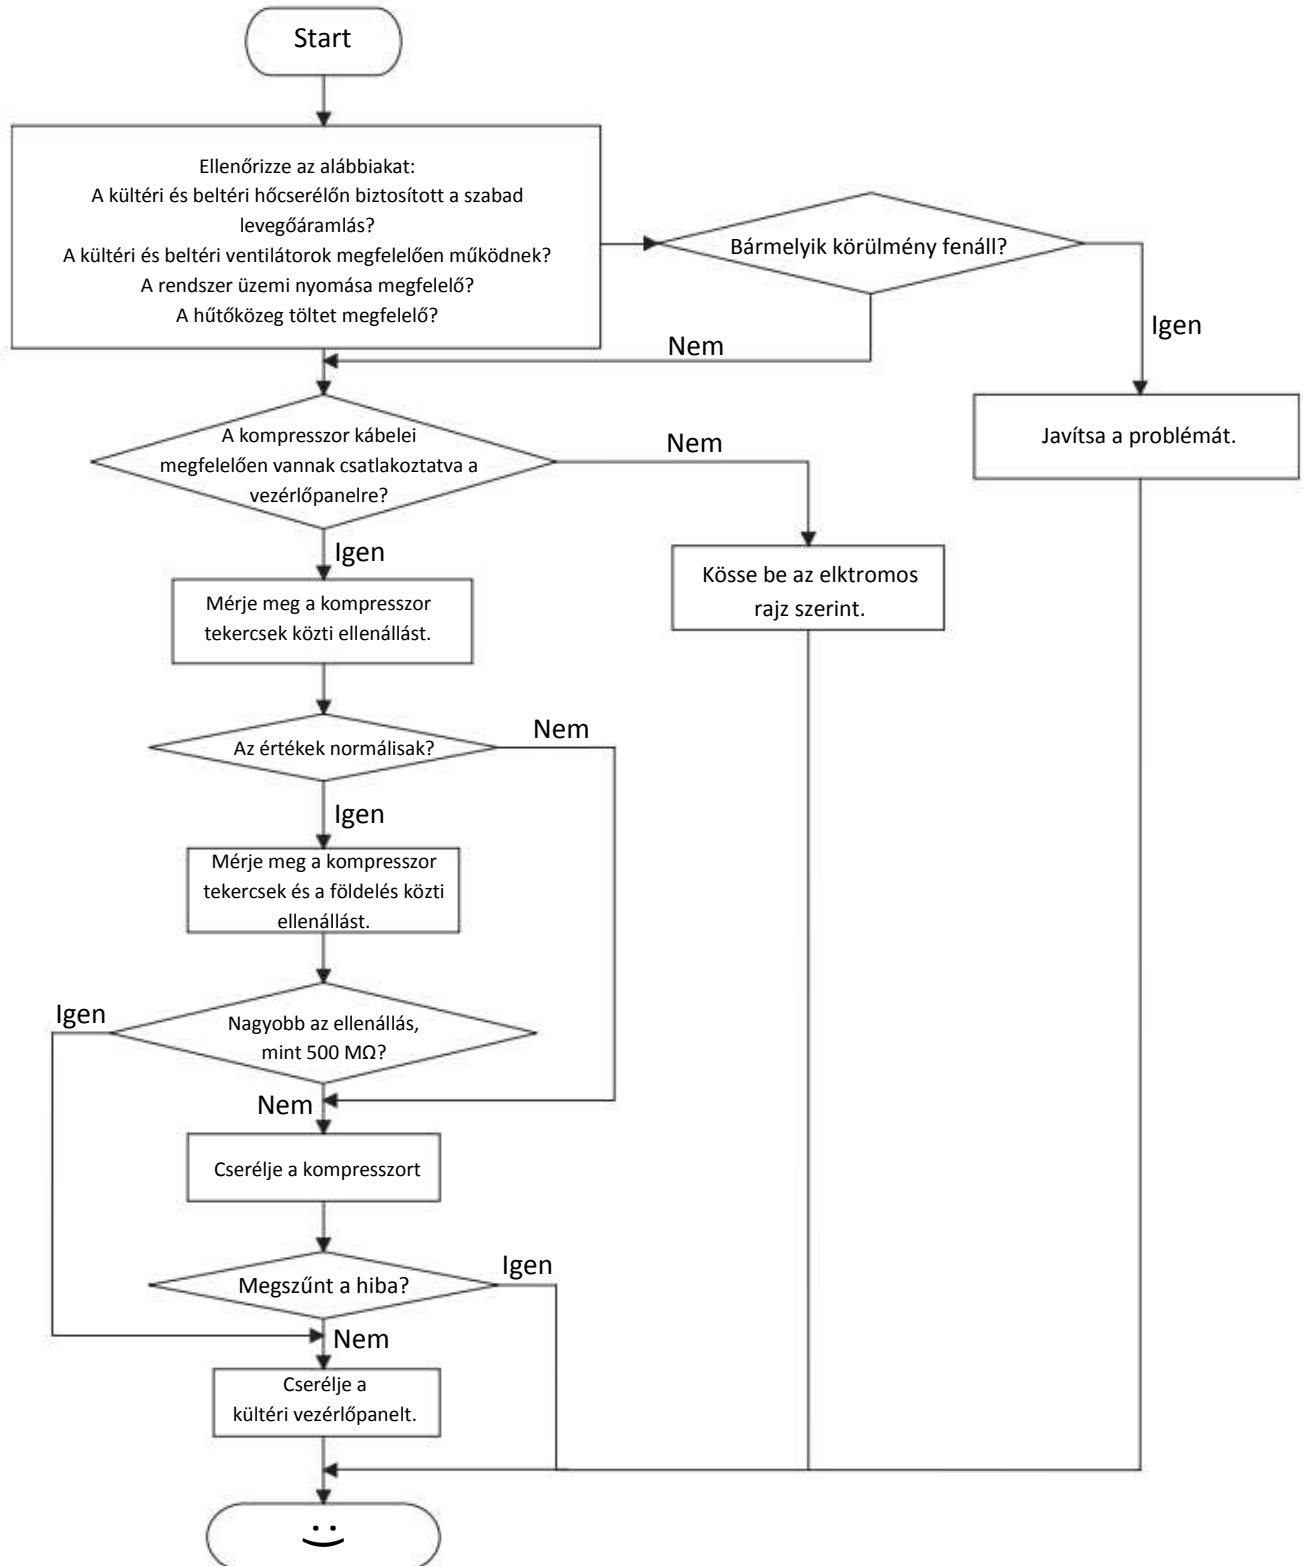 Start
Ellenőrizze az alábbiakat:
A kültéri és beltéri hőcserélőn biztosított a szabad
levegőáramlás?
A kültéri és beltéri ventilátorok megfelelően működnek?
A rendszer üzemi nyomása megfelelő?
A hűtőközeg töltet megfelelő?
Bármelyik körülmény fenáll?
Igen
Nem
Javítsa a problémát.
A kompresszor kábelei
megfelelően vannak csatlakoztatva a
vezérlőpanelre?
Nem
Igen
Kösse be az elktromos
rajz szerint.
Mérje meg a kompresszor
tekercsek közti ellenállást.
Az értékek normálisak?
Nem
Igen
Mérje meg a kompresszor
tekercsek és a földelés közti
ellenállást.
Igen
Nagyobb az ellenállás,
mint 500 MΩ?
Nem
Cserélje a kompresszort
Megszűnt a hiba?
Igen
Nem
Cserélje a
kültéri vezérlőpanelt.